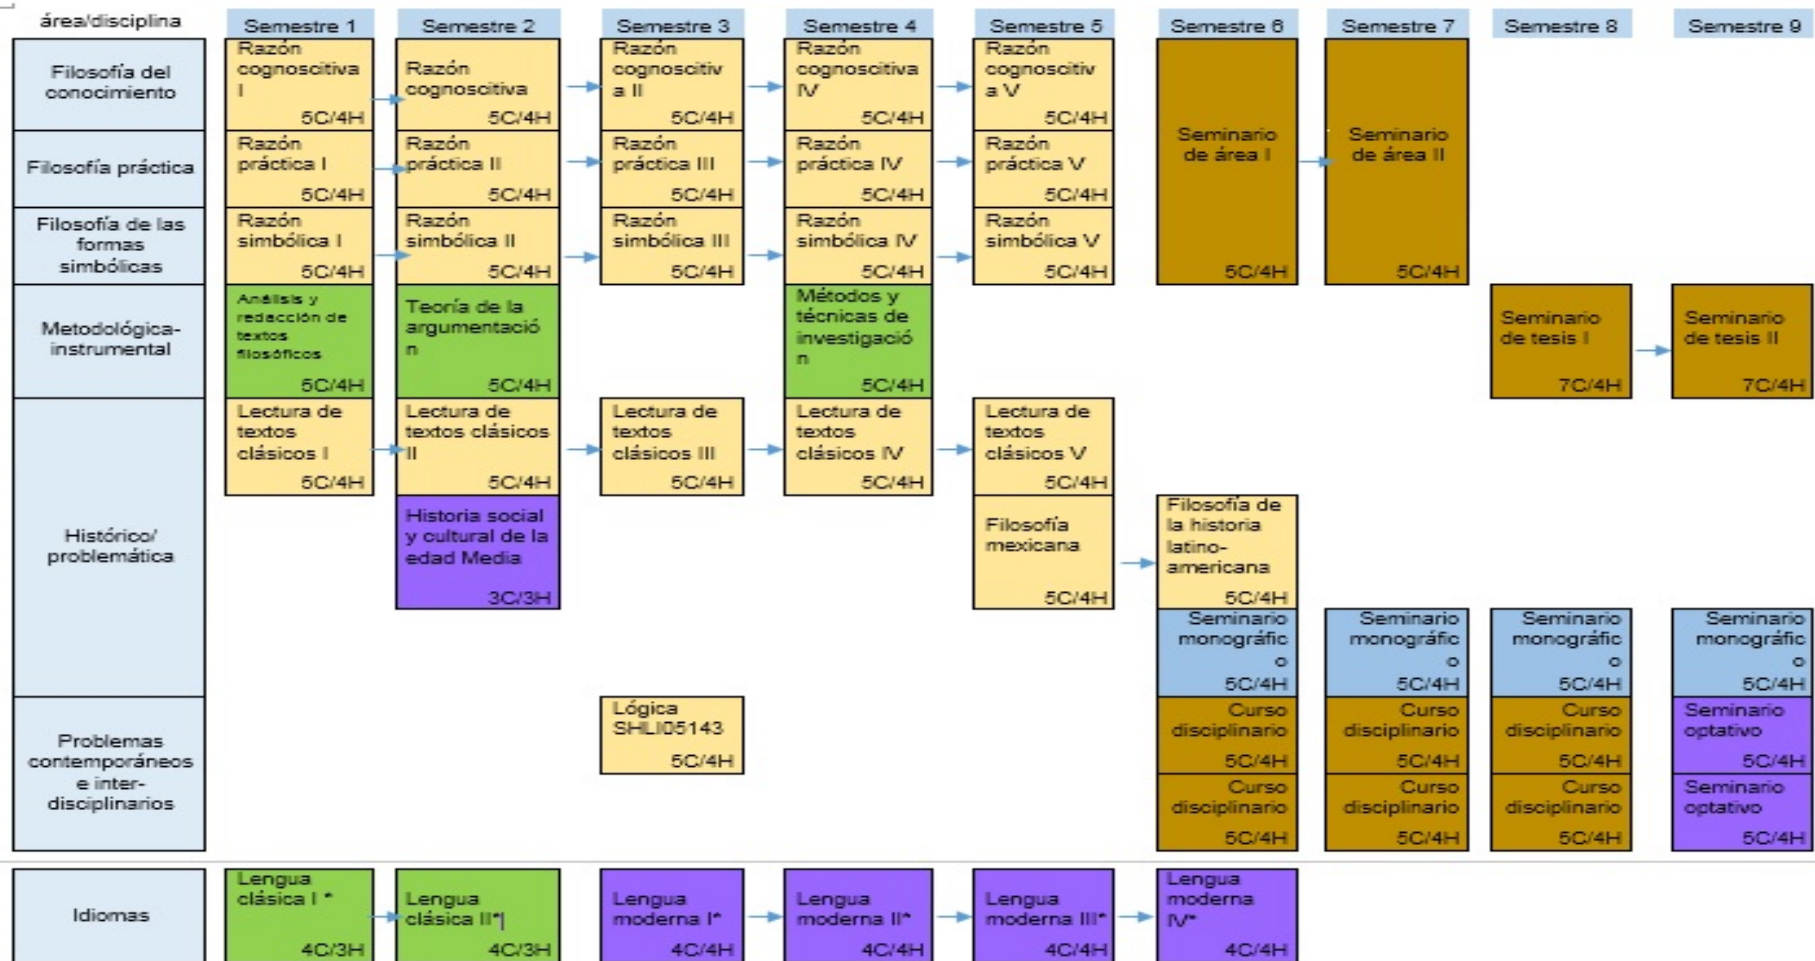 área/disciplina
Semestre 1
Semestre 2
Semestre 3
Semestre 4
Semestre 5
Semestre 6
Semestre 7
Semestre 8
Semestre 9
Filosofía del
conocimiento
Razón
cognoscitiva
I
5C/4H
Razón
cognoscitiva
5C/4H
Razón
cognoscitiv
a II
5C/4H
Razón
cognoscitiva
IV
5C/4H
Razón
cognoscitiv
a V
5C/4H
Seminario
de área I
5C/4H
Seminario
de área II
5C/4H
Filosofía práctica
Razón
práctica I
5C/4H
Razón
práctica II
5C/4H
Razón
práctica III
5C/4H
Razón
práctica IV
5C/4H
Razón
práctica V
5C/4H
Filosofía de las
formas
simbólicas
Razón
simbólica I
5C/4H
Razón
simbólica II
5C/4H
Razón
simbólica III
5C/4H
Razón
simbólica IV
5C/4H
Razón
simbólica V
5C/4H
Metodológica-
instrumental
Análisis y
redacción de
textos
filosóficos
5C/4H
Teoría de la
argumentació
n
5C/4H
Métodos y
técnicas de
investigació
n
5C/4H
Seminario
de tesis I
7C/4H
Seminario
de tesis II
7C/4H
Histórico/
problemática
Lectura de
textos
clásicos I
5C/4H
Lectura de
textos clásicos
II
5C/4H
Lectura de
textos
clásicos III
5C/4H
Lectura de
textos
clásicos IV
5C/4H
Lectura de
textos
clásicos V
5C/4H
Historia social
y cultural de la
edad Media
3C/3H
Filosofía
mexicana
5C/4H
Filosofía de
la historia
latino-
americana
5C/4H
Seminario
monográfic
o
5C/4H
Seminario
monográfic
o
5C/4H
Seminario
monográfic
o
5C/4H
Seminario
monográfic
o
5C/4H
Problemas
contemporáneos
e inter-
disciplinarios
Lógica
SHLI05143
5C/4H
Curso
disciplinario
5C/4H
Curso
disciplinario
5C/4H
Curso
disciplinario
5C/4H
Seminario
optativo
5C/4H
Curso
disciplinario
5C/4H
Curso
disciplinario
5C/4H
Curso
disciplinario
5C/4H
Seminario
optativo
5C/4H
Idiomas
Lengua
clásica I *
4C/3H
Lengua
clásica II*
4C/3H
Lengua
moderna I*
4C/4H
Lengua
moderna II*
4C/4H
Lengua
moderna III*
4C/4H
Lengua
moderna
IV*
4C/4H